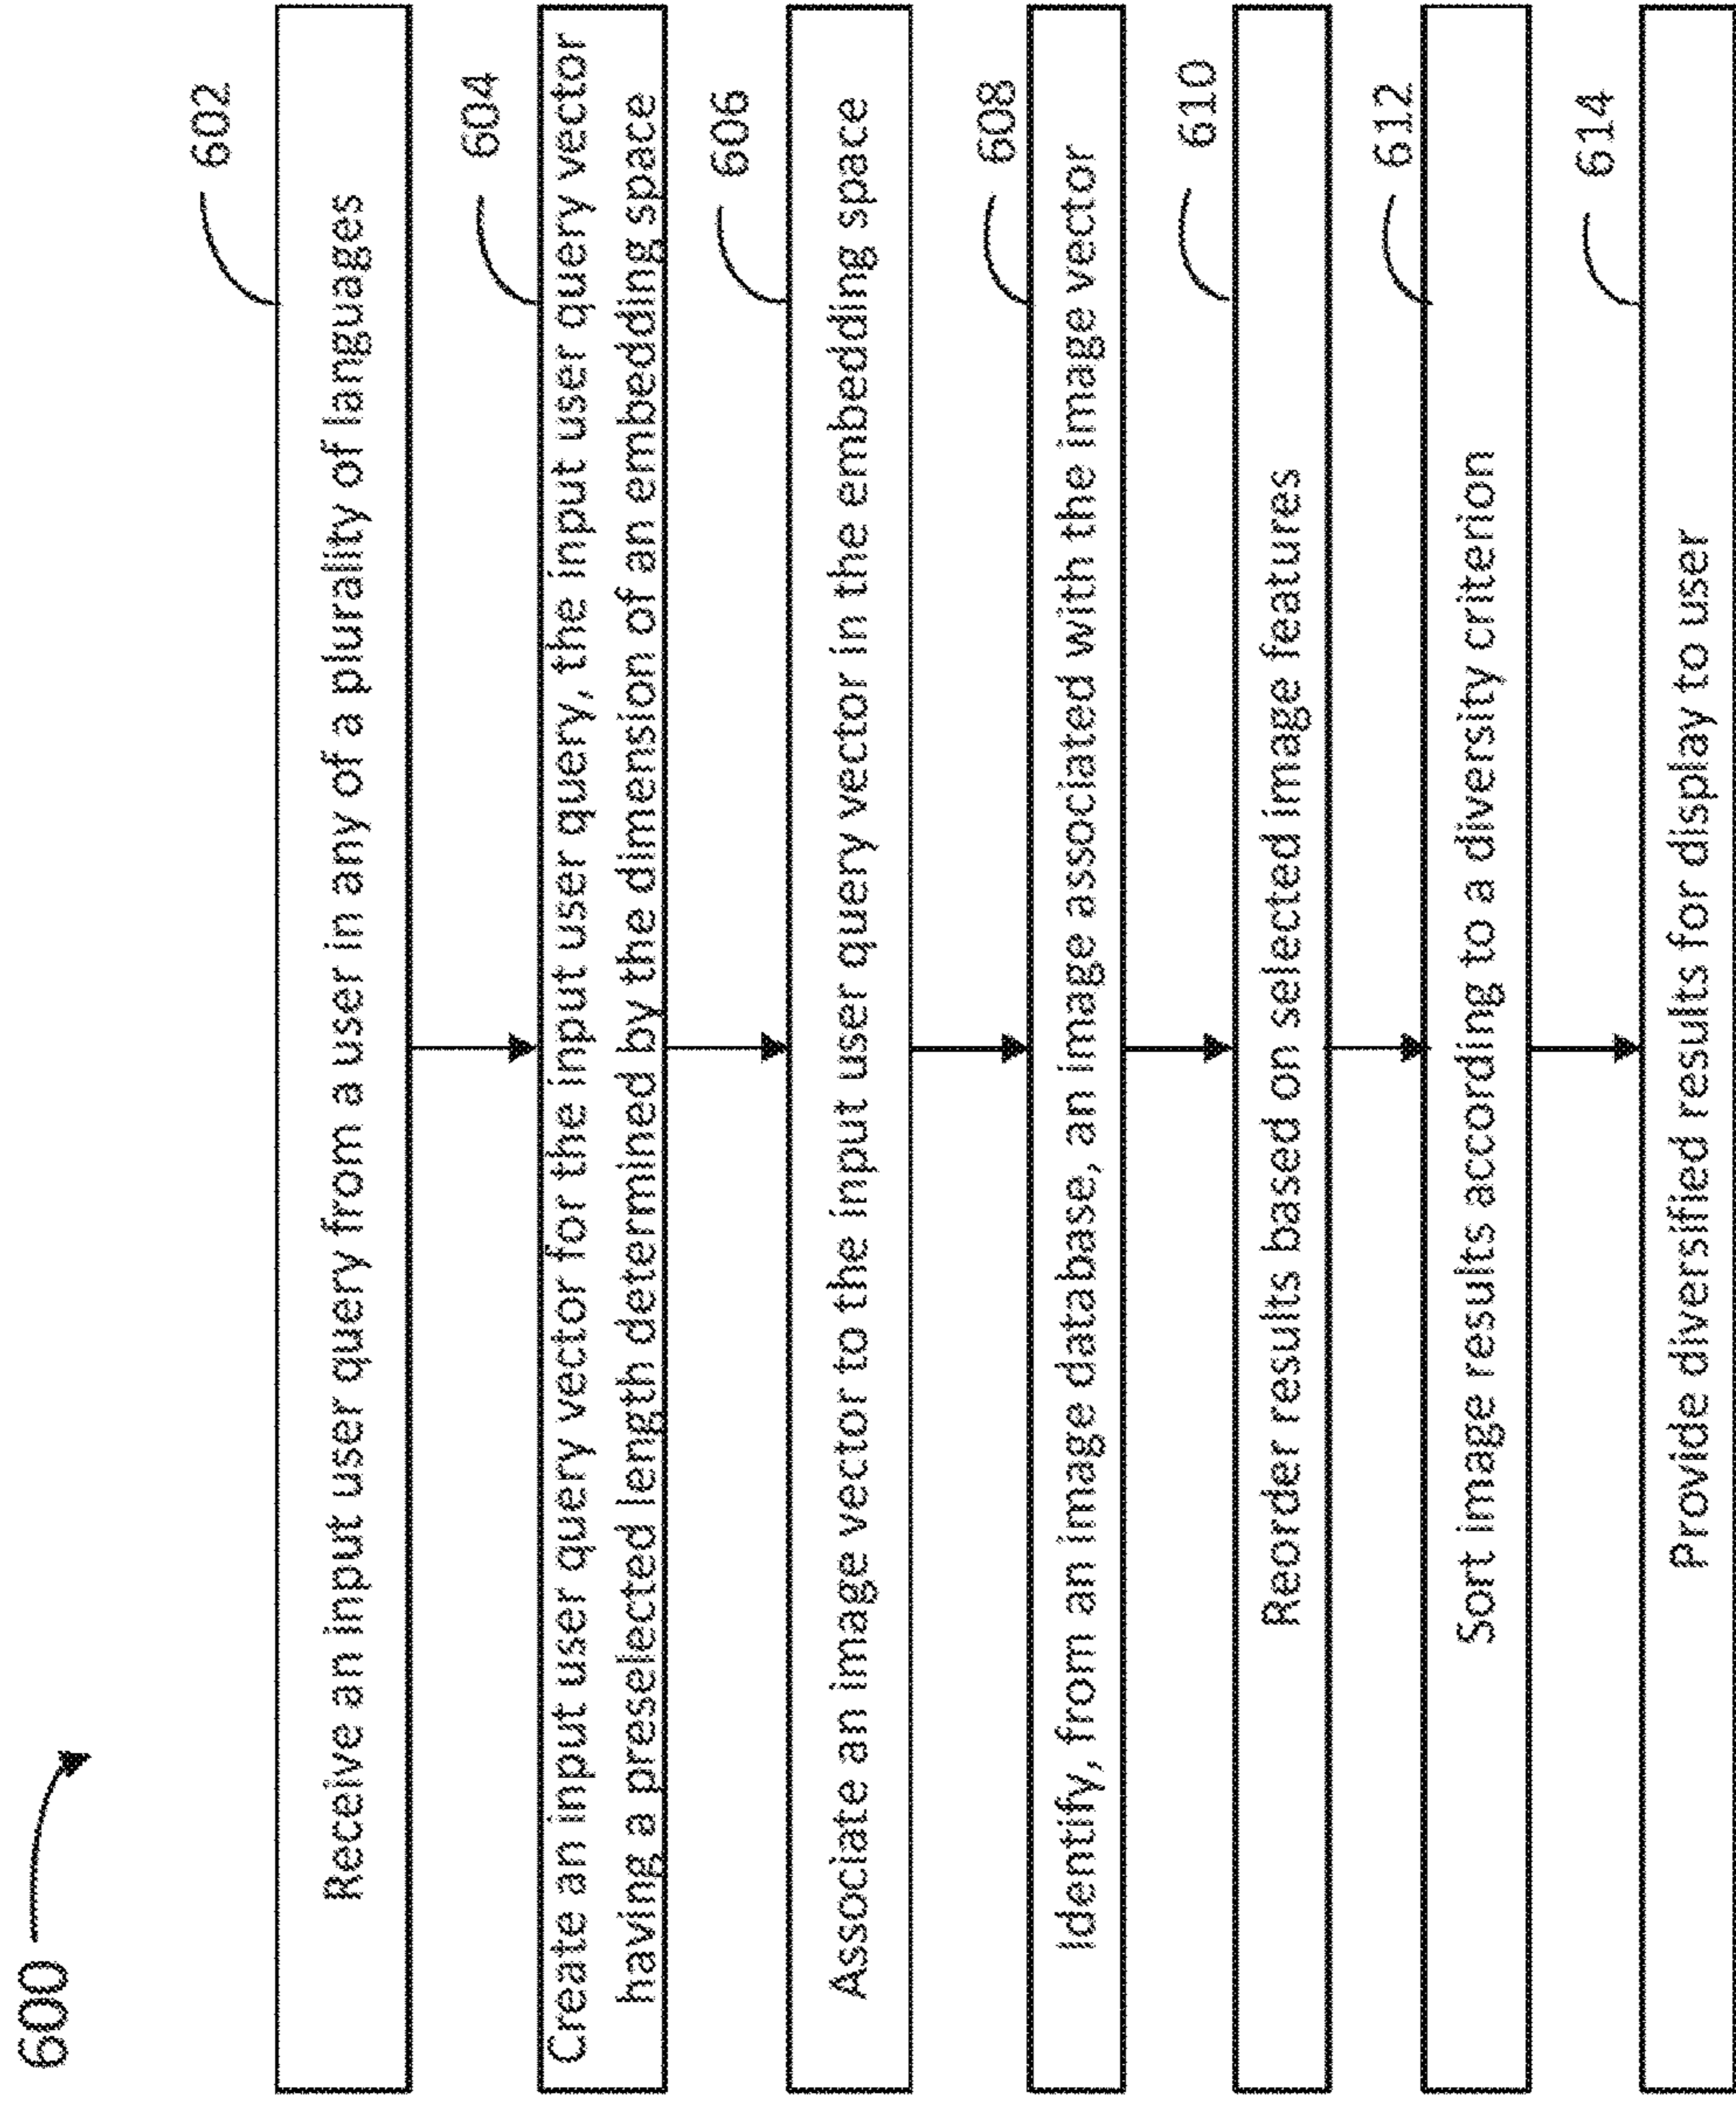 600
602
Receive an input user query from a user in any of a plurality of languages
604
Create an input user query vector for the input user query, the input user query vector
having a preselected length determined by the dimension of an embedding space
606
Associate an image vector to the input user query vector in the embedding space
608
Identify, from an image database, an image associated with the image vector
610
Reorder results based on selected image features
612
Sort image results according to a diversity criterion
614
Provide diversified results for display to user